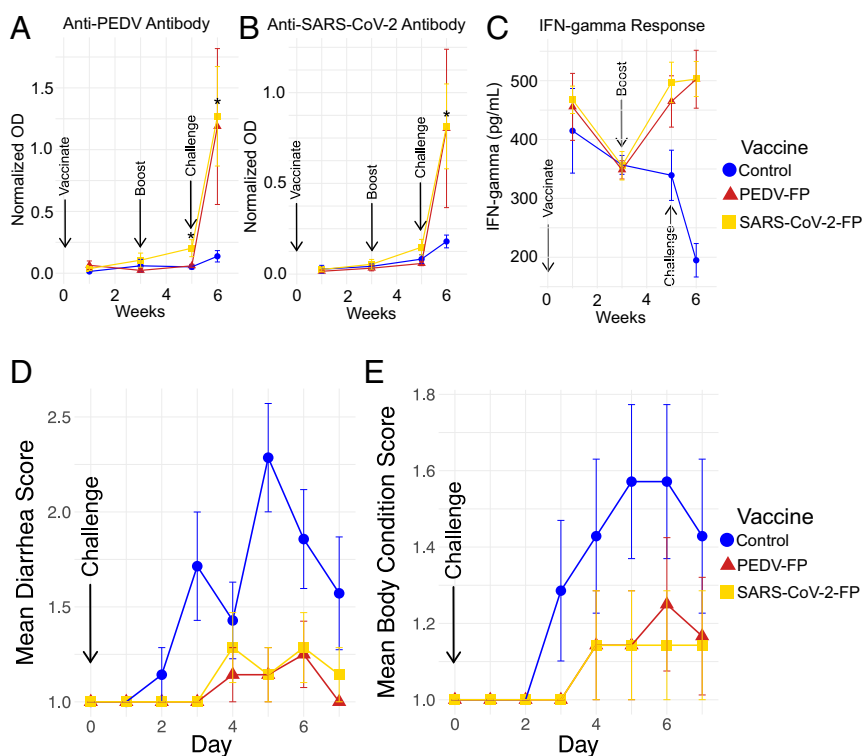 A
Anti-PEDV Antibody
Normalized OD
1.5
1.0
0.5
0.0
Vaccinate
Boost
Challenge
*
*
0 2 4 6
Weeks
B
Anti-SARS-CoV-2 Antibody
Normalized OD
1.0
0.5
0.0
Vaccinate
Boost
Challenge
*
0 2 4 6
Weeks
C
IFN-gamma Response
IFN-gamma (pg/mL)
500
400
300
200
Vaccinate
Boost
Challenge
0 2 4 6
Weeks
Vaccine
Control
PEDV-FP
SARS-CoV-2-FP
D
Mean Diarrhea Score
2.5
2.0
1.5
1.0
Challenge
0 2 4 6
Day
E
Mean Body Condition Score
1.8
1.6
1.4
1.2
1.0
Challenge
0 2 4 6
Day
Vaccine
Control
PEDV-FP
SARS-CoV-2-FP